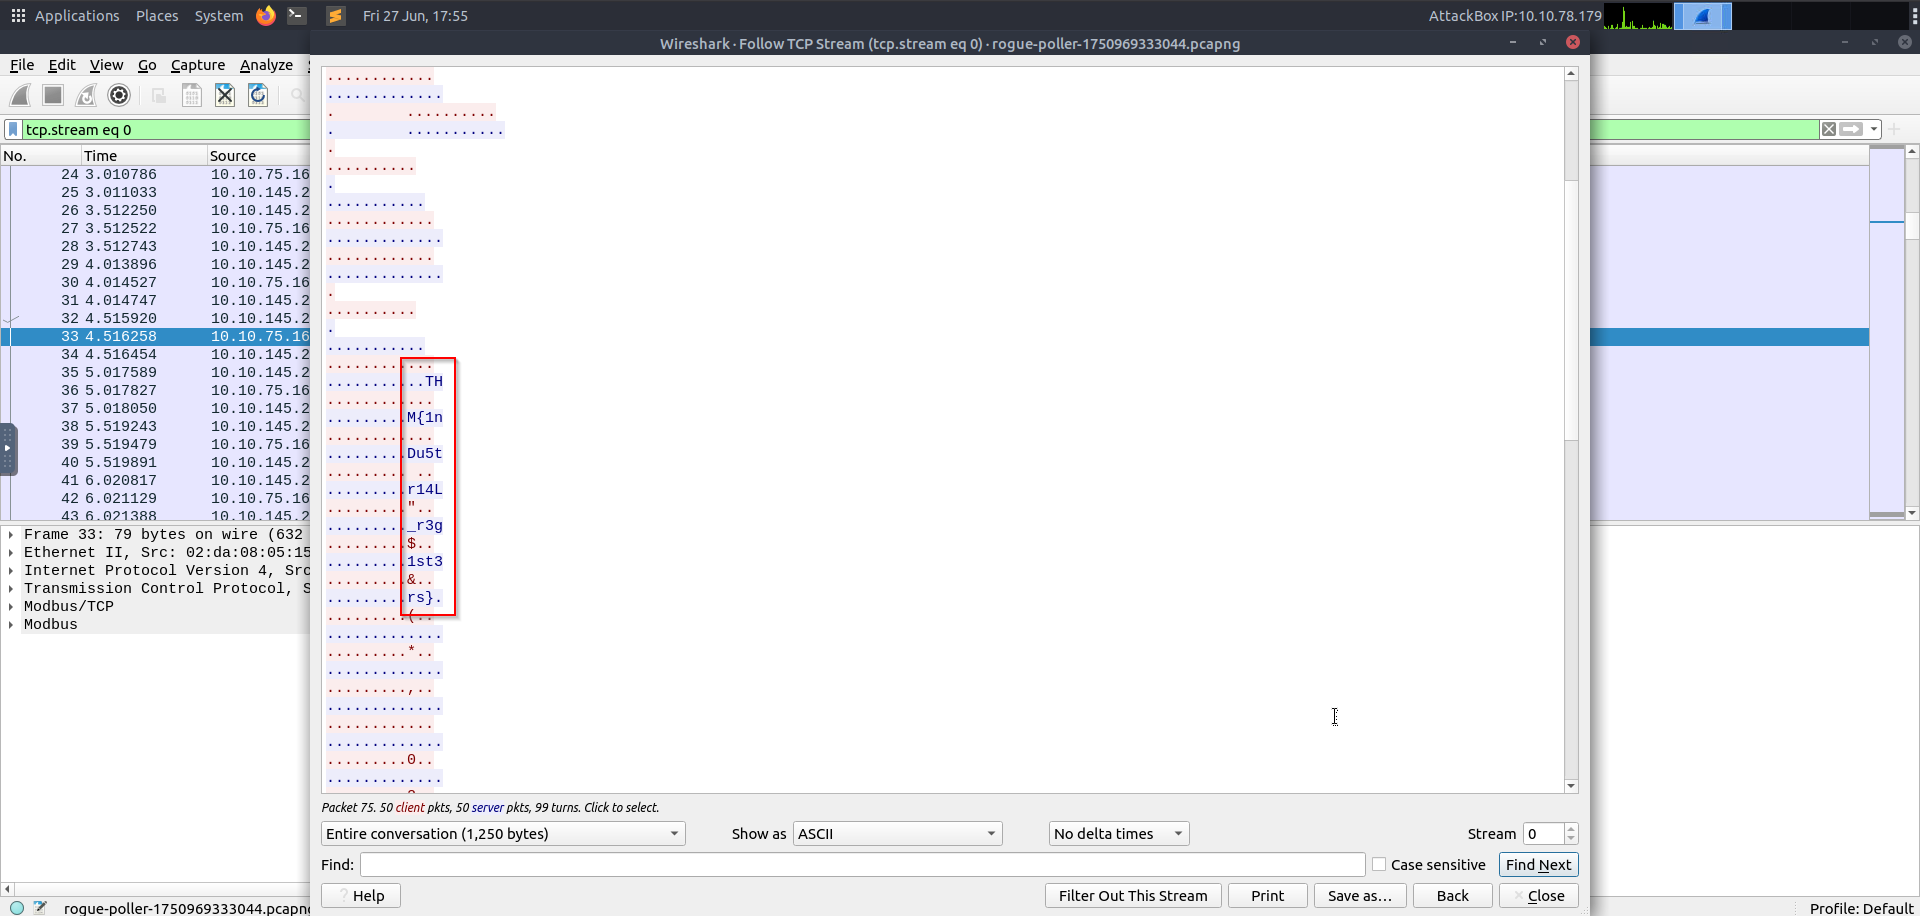 Applications Places System Fri 27 Jun, 17:55 AttackBox IP:10.10.78.179
Wireshark · Follow TCP Stream (tcp.stream eq 0) · rogue-poller-1750969333044.pcapng
File Edit View Go Capture Analyze
tcp.stream eq 0
No. Time Source
24 3.010786 10.10.75.16
25 3.011033 10.10.145.2
26 3.512250 10.10.145.2
27 3.512522 10.10.75.16
28 3.512743 10.10.145.2
29 4.013896 10.10.145.2
30 4.014527 10.10.75.16
31 4.014747 10.10.145.2
32 4.515920 10.10.145.2
33 4.516258 10.10.75.16
34 4.516454 10.10.145.2
35 5.017589 10.10.145.2
36 5.017827 10.10.75.16
37 5.018050 10.10.145.2
38 5.519243 10.10.145.2
39 5.519479 10.10.75.16
40 5.519891 10.10.145.2
41 6.020817 10.10.145.2
42 6.021129 10.10.75.16
43 6.021388 10.10.145.2
Frame 33: 79 bytes on wire (632
Ethernet II, Src: 02:da:08:05:15
Internet Protocol Version 4, Src
Transmission Control Protocol, S
Modbus/TCP
Modbus
............
.............
. ..........
. ...........
.
..........
.
...........
............
.............
............
.............
.
..........
.
...........
............
...........TH
............
.........M{1n
............
.........Du5t
......... ..
.........r14L
........."..
........._r3g
.........$..
.........1st3
.........&..
.........rs}.
.........(..
.............
.........*..
.............
.........,..
.............
............
.............
.........0..
.............
Packet 75. 50 client pkts, 50 server pkts, 99 turns. Click to select.
Entire conversation (1,250 bytes) Show as ASCII No delta times Stream 0
Find: Case sensitive Find Next
Help Filter Out This Stream Print Save as… Back Close
rogue-poller-1750969333044.pcapng Profile: Default